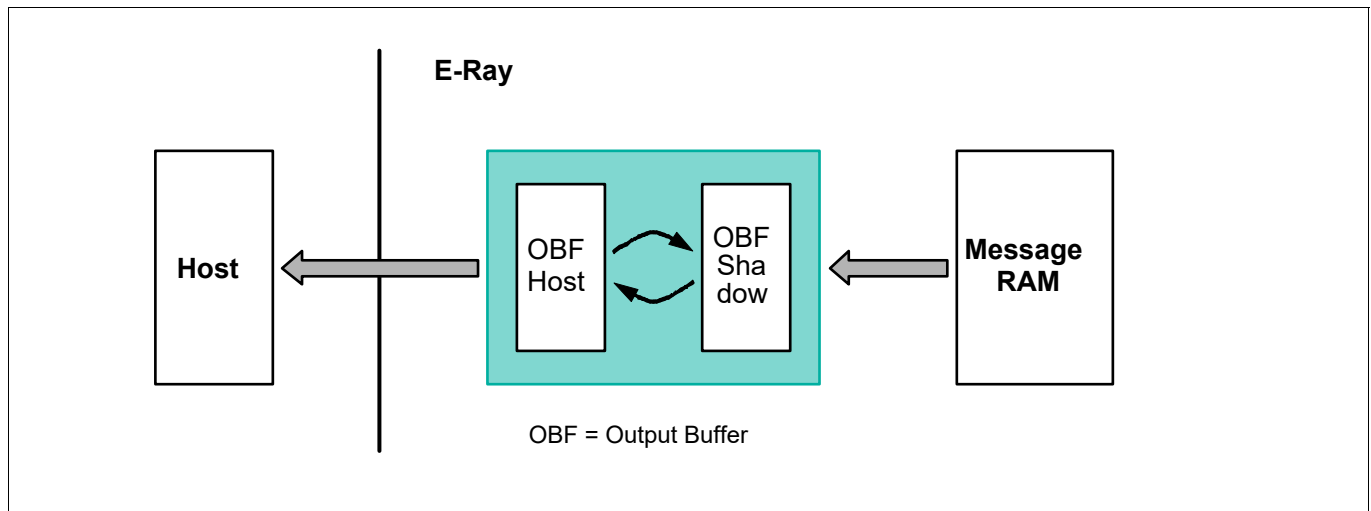 E-Ray
Host
OBF
Host
OBF
Sha
dow
Message
RAM
OBF = Output Buffer